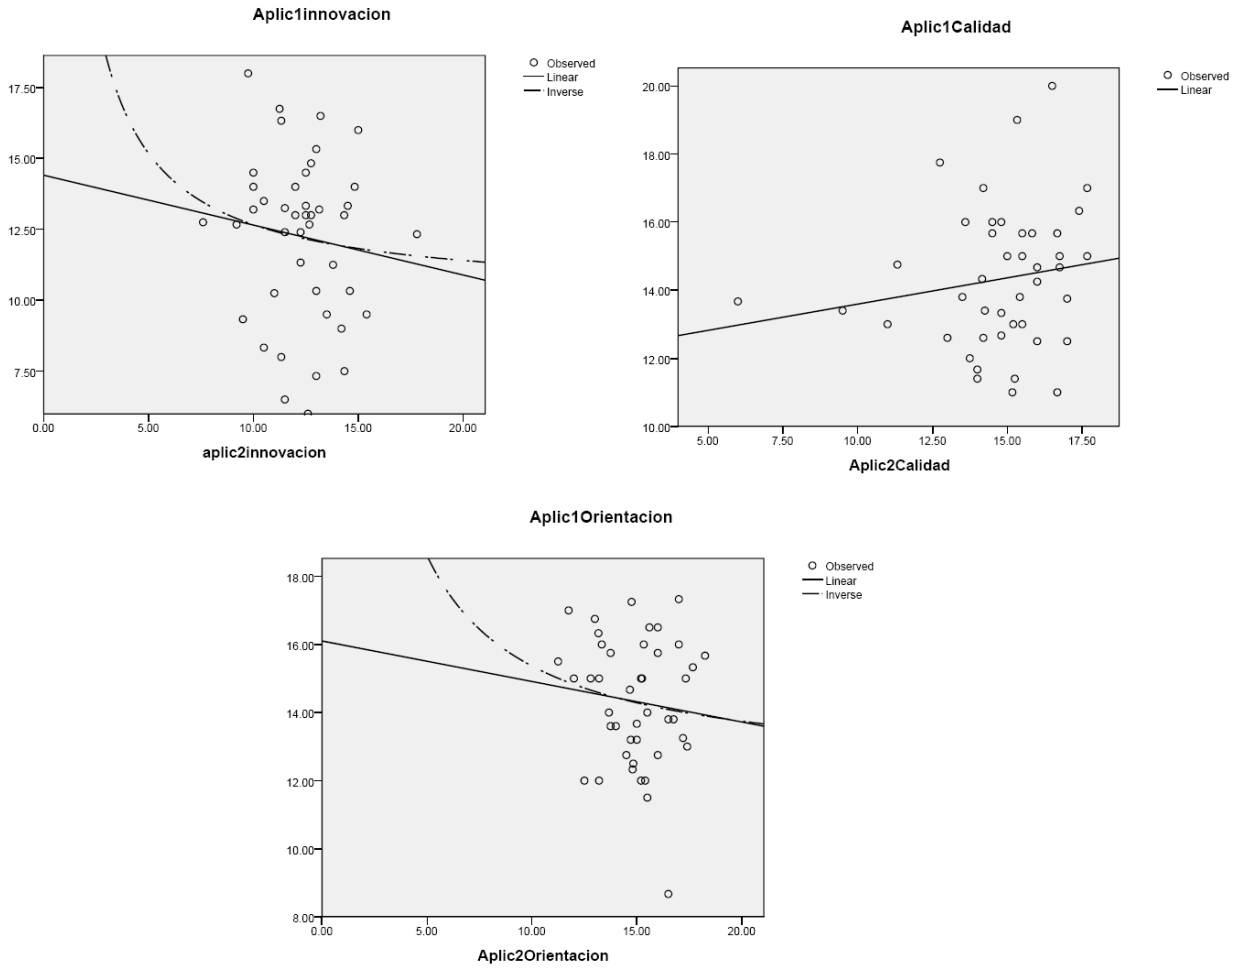 Aplic1innovacion
17.50
15.00
12.50
10.00
7.50
0.00 5.00 10.00 15.00 20.00
aplic2innovacion
Observed
Linear
Inverse
Aplic1Calidad
20.00
18.00
16.00
14.00
12.00
10.00
5.00 7.50 10.00 12.50 15.00 17.50
Aplic2Calidad
Observed
Linear
Aplic1Orientacion
18.00
16.00
14.00
12.00
10.00
8.00
0.00 5.00 10.00 15.00 20.00
Aplic2Orientacion
Observed
Linear
Inverse